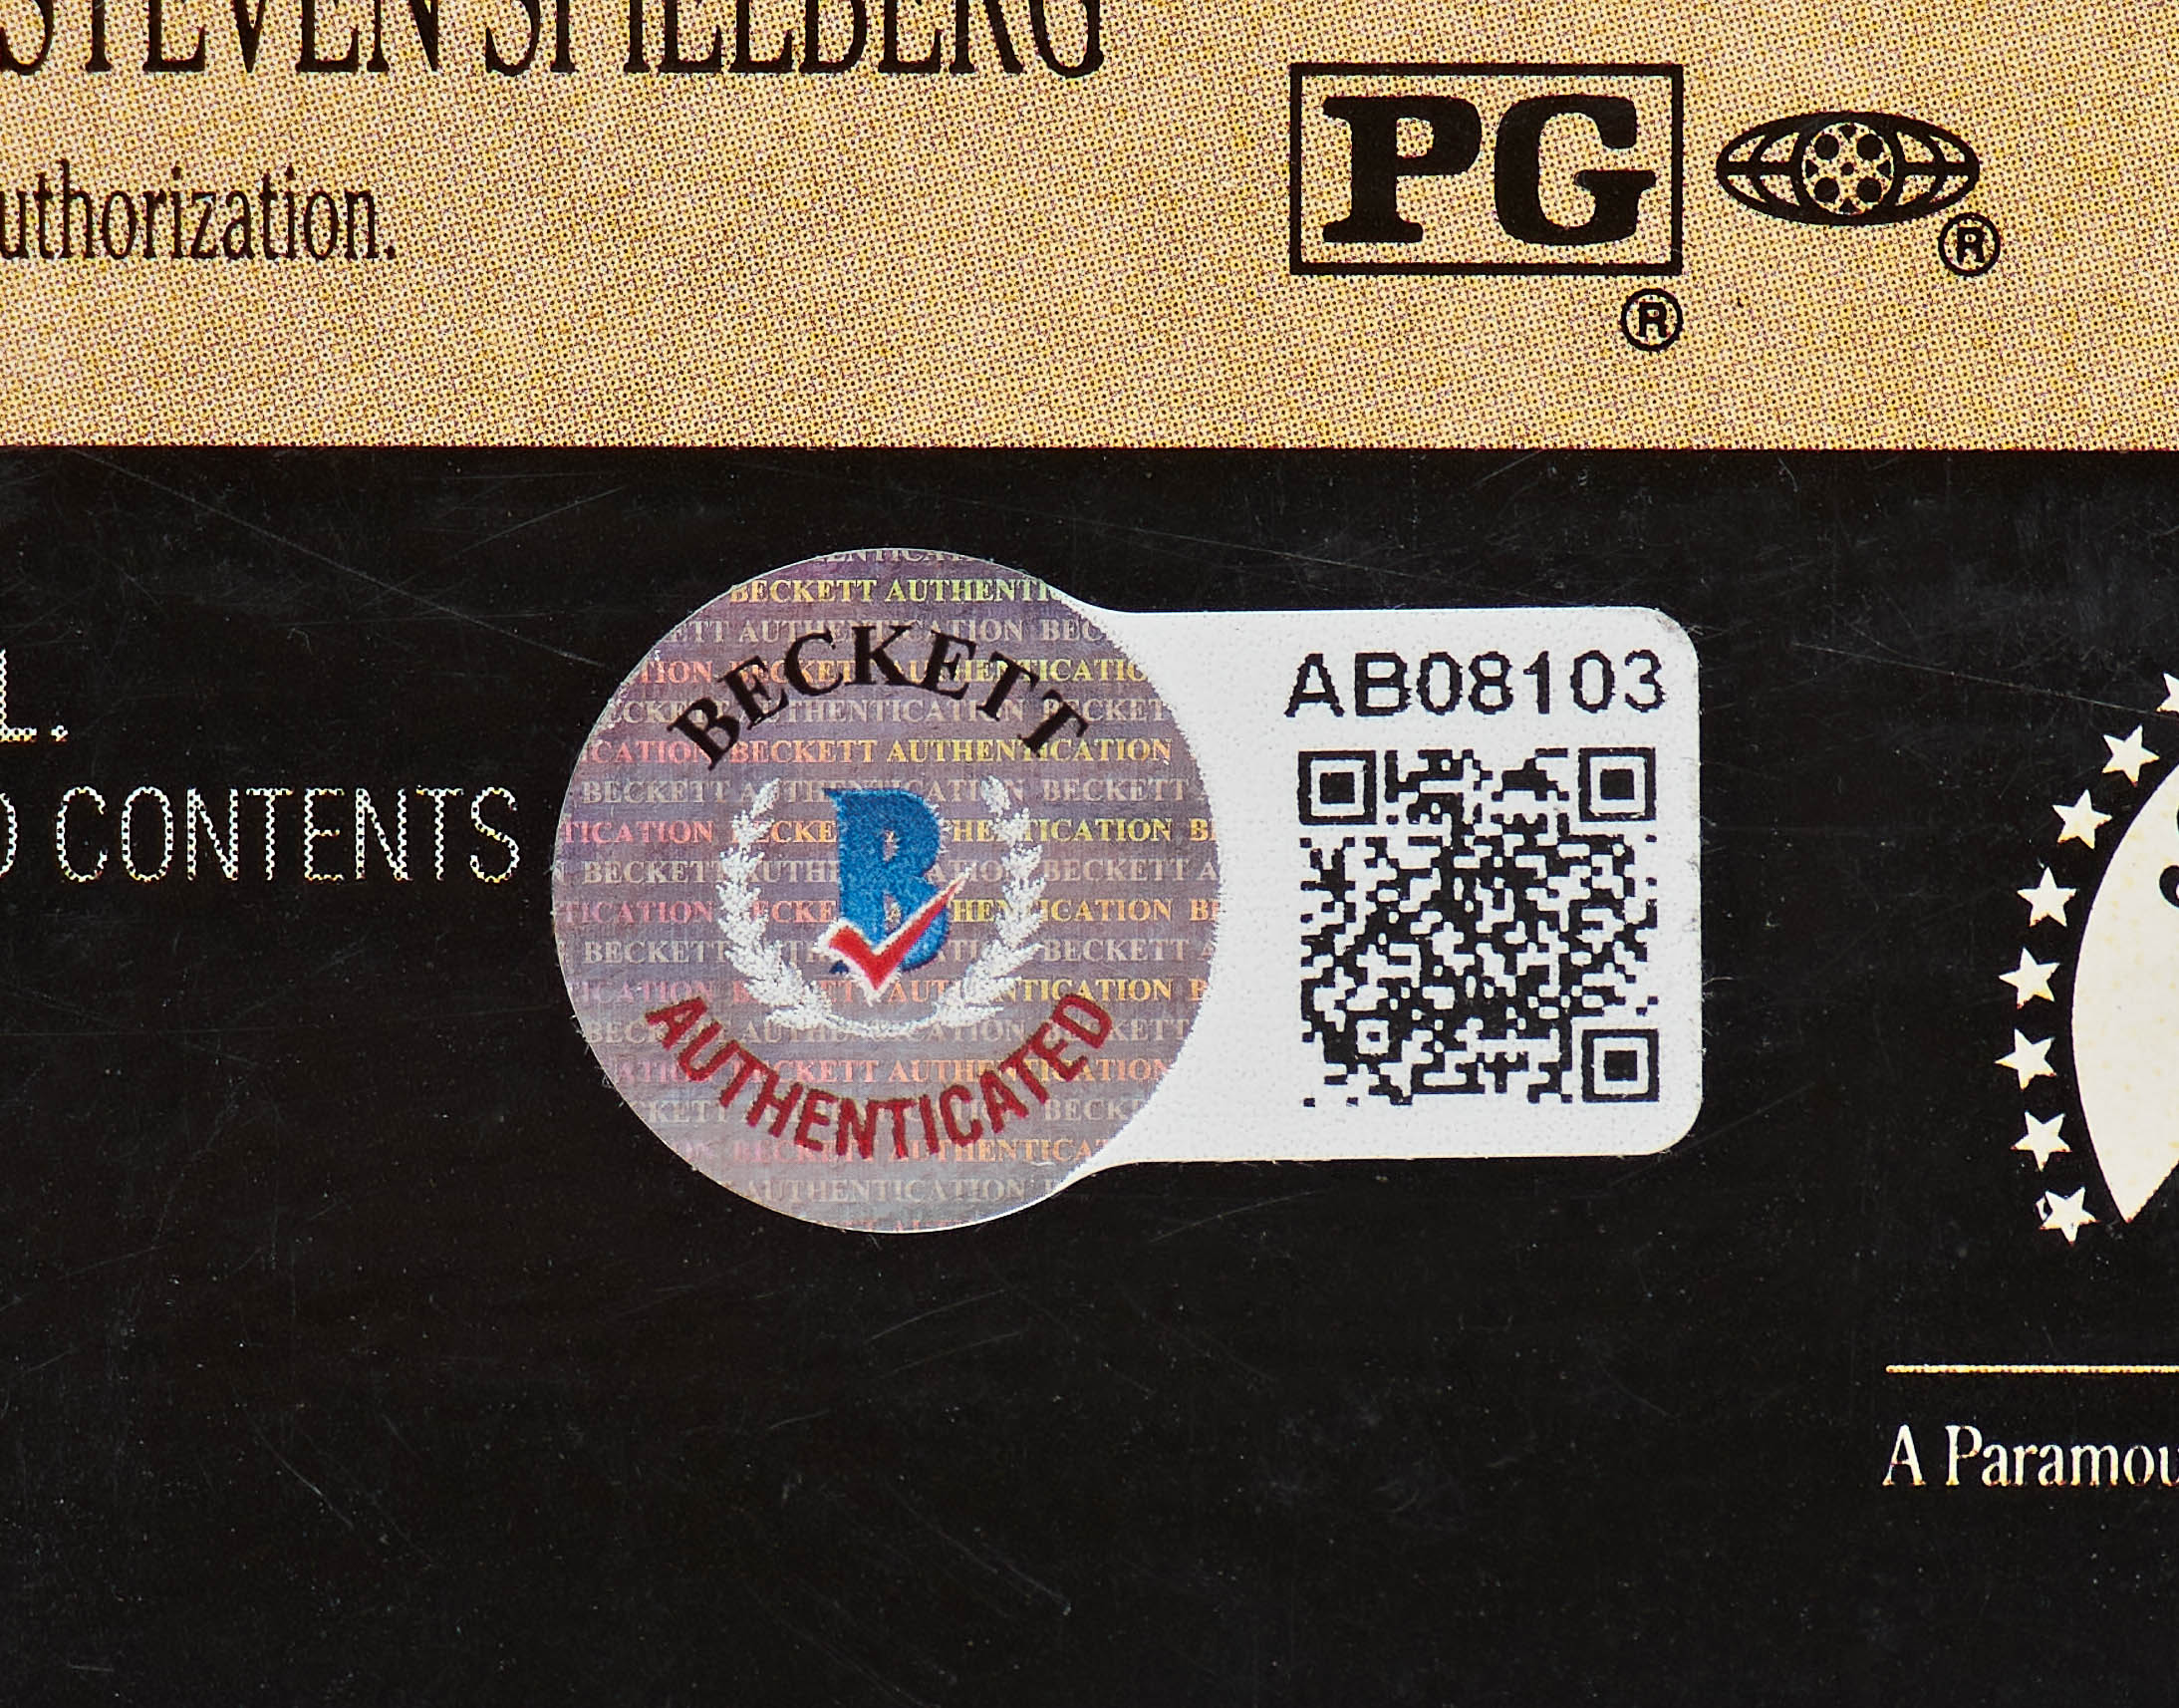 STEVEN SPIELBERG
PG
®
®
uthorization.
L.
D CONTENTS
BECKETT
B
AUTHENTICATED
AB08103
BECKETT AUTHENTICATION
A Paramou